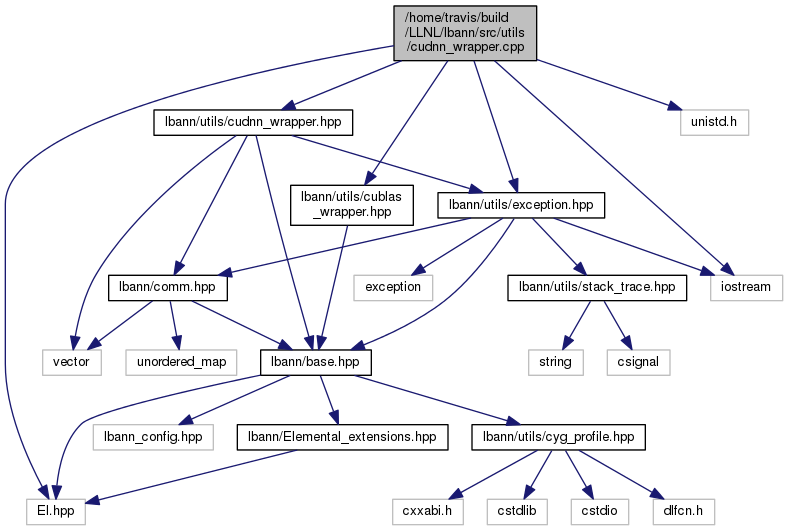 /home/travis/build
/LLNL/lbann/src/utils
/cudnn_wrapper.cpp
lbann/utils/cudnn_wrapper.hpp
unistd.h
lbann/utils/cublas
_wrapper.hpp
lbann/utils/exception.hpp
lbann/comm.hpp
exception
lbann/utils/stack_trace.hpp
iostream
vector
unordered_map
lbann/base.hpp
string
csignal
lbann_config.hpp
lbann/Elemental_extensions.hpp
lbann/utils/cyg_profile.hpp
El.hpp
cxxabi.h
cstdlib
cstdio
dlfcn.h